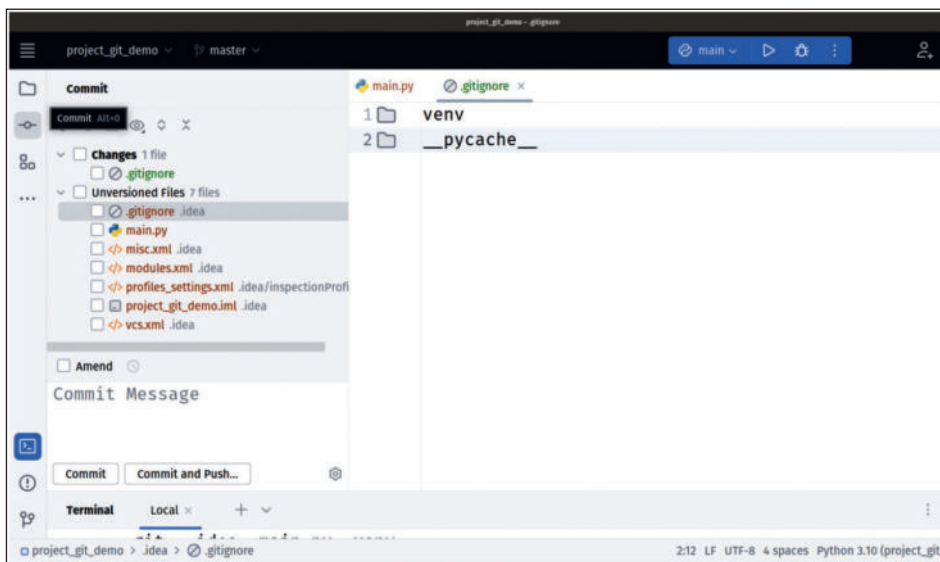 project_git_demo – .gitignore
project_git_demo master main
Commit
main.py .gitignore
Commit Alt+0
1 venv
2 __pycache__
Changes 1 file
.gitignore
Unversioned Files 7 files
.gitignore .idea
main.py
misc.xml .idea
modules.xml .idea
profiles_settings.xml .idea/inspectionProfi
project_git_demo.iml .idea
vcs.xml .idea
Amend
Commit Message
Commit Commit and Push...
Terminal Local
project_git_demo > .idea > .gitignore 2:12 LF UTF-8 4 spaces Python 3.10 (project_git